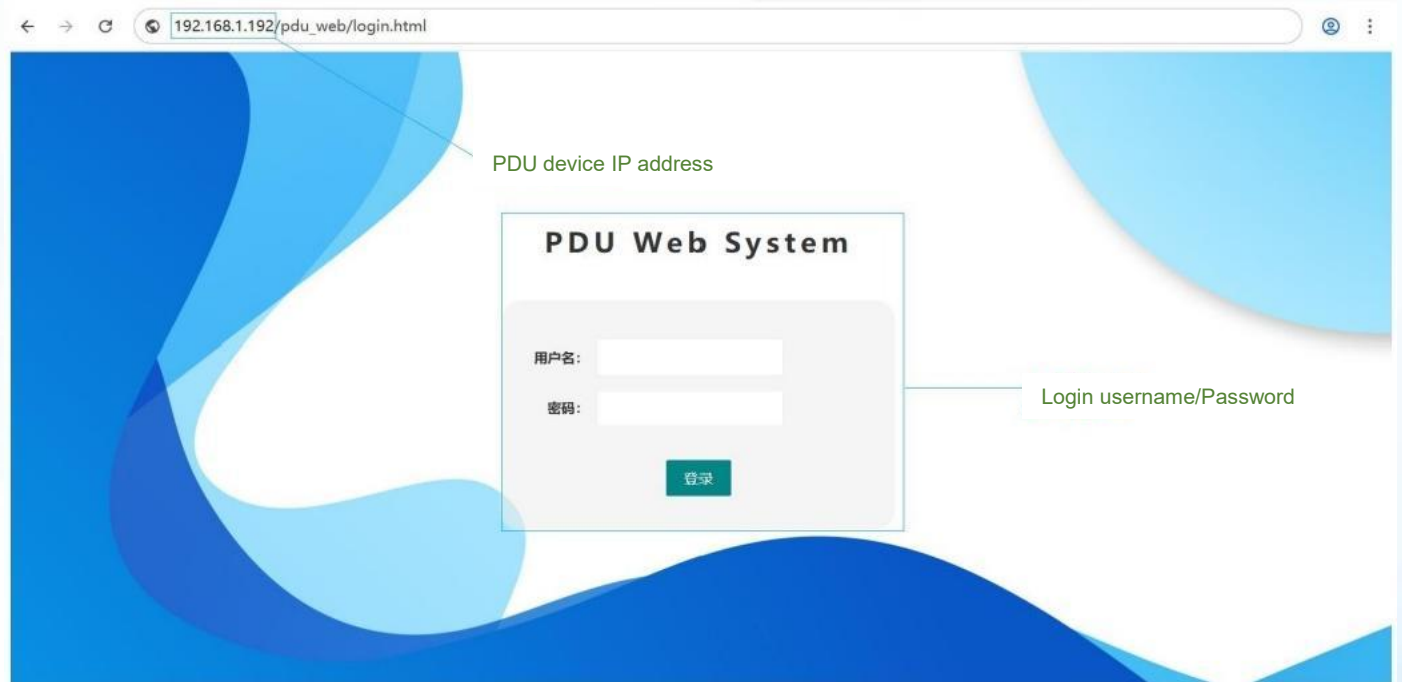 192.168.1.192/pdu_web/login.html
PDU device IP address
PDU Web System
用户名:
密码:
Login username/Password
登录